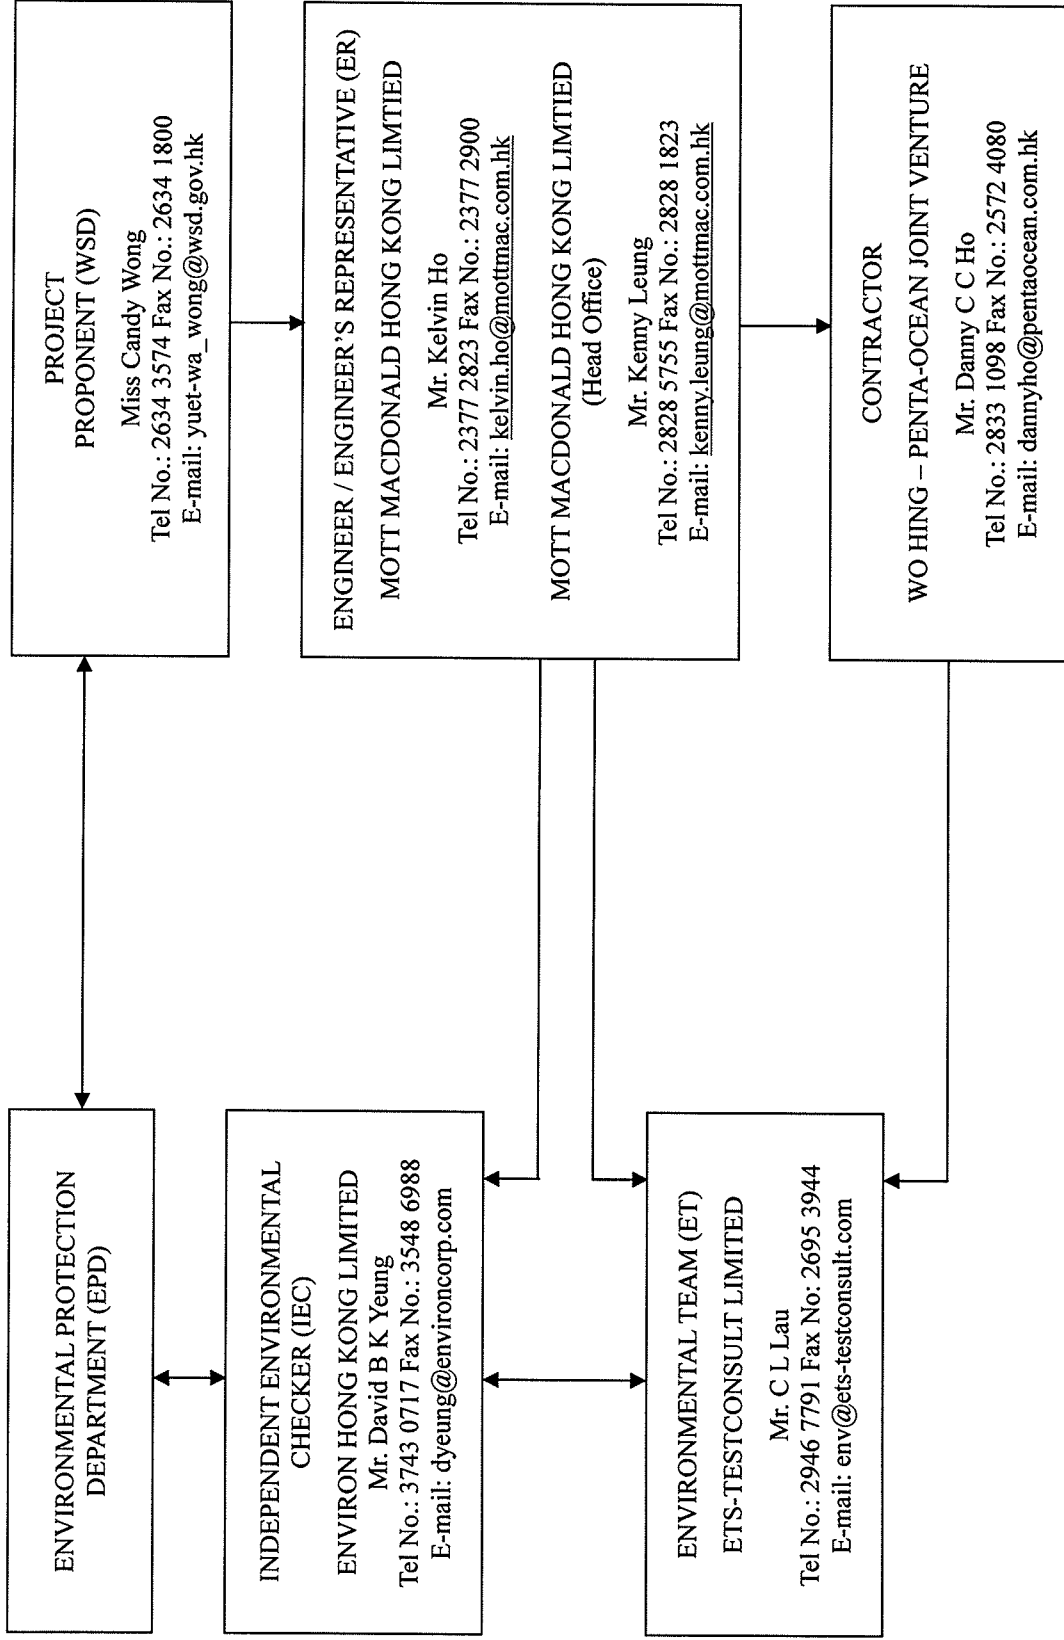 ENVIRONMENTAL PROTECTION
DEPARTMENT (EPD)
PROJECT
PROPONENT (WSD)
Miss Candy Wong
Tel No.: 2634 3574 Fax No.: 2634 1800
E-mail: yuet-wa_wong@wsd.gov.hk
INDEPENDENT ENVIRONMENTAL
CHECKER (IEC)
ENVIRON HONG KONG LIMITED
Mr. David B K Yeung
Tel No.: 3743 0717 Fax No.: 3548 6988
E-mail: dyeung@environcorp.com
ENGINEER / ENGINEER'S REPRESENTATIVE (ER)
MOTT MACDONALD HONG KONG LIMTIED
Mr. Kelvin Ho
Tel No.: 2377 2823 Fax No.: 2377 2900
E-mail: kelvin.ho@mottmac.com.hk
MOTT MACDONALD HONG KONG LIMTIED
(Head Office)
Mr. Kenny Leung
Tel No.: 2828 5755 Fax No.: 2828 1823
E-mail: kenny.leung@mottmac.com.hk
ENVIRONMENTAL TEAM (ET)
ETS-TESTCONSULT LIMITED
Mr. C L Lau
Tel No.: 2946 7791 Fax No: 2695 3944
E-mail: env@ets-testconsult.com
CONTRACTOR
WO HING – PENTA-OCEAN JOINT VENTURE
Mr. Danny C C Ho
Tel No.: 2833 1098 Fax No.: 2572 4080
E-mail: dannyho@pentaocean.com.hk